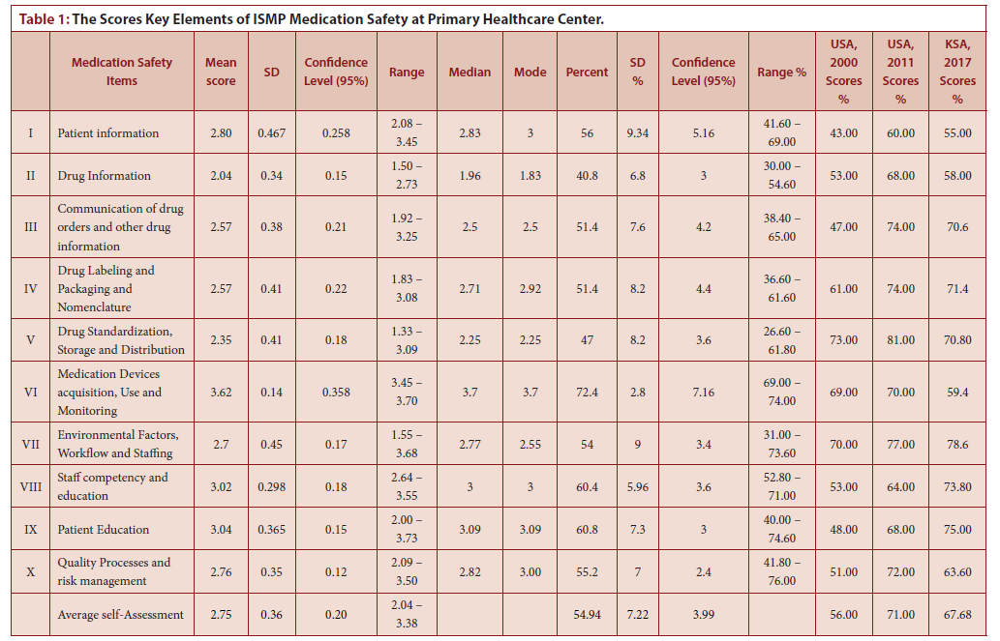 Table 1: The Scores Key Elements of ISMP Medication Safety at Primary Healthcare Center.
Medication Safety Items Mean score SD Confidence Level (95%) Range Median Mode Percent SD % Confidence Level (95%) Range % USA, 2000 Scores % USA, 2011 Scores % KSA, 2017 Scores %
I Patient information 2.80 0.467 0.258 2.08 – 3.45 2.83 3 56 9.34 5.16 41.60 – 69.00 43.00 60.00 55.00
II Drug Information 2.04 0.34 0.15 1.50 – 2.73 1.96 1.83 40.8 6.8 3 30.00 – 54.60 53.00 68.00 58.00
III Communication of drug orders and other drug information 2.57 0.38 0.21 1.92 – 3.25 2.5 2.5 51.4 7.6 4.2 38.40 – 65.00 47.00 74.00 70.6
IV Drug Labeling and Packaging and Nomenclature 2.57 0.41 0.22 1.83 – 3.08 2.71 2.92 51.4 8.2 4.4 36.60 – 61.60 61.00 74.00 71.4
V Drug Standardization, Storage and Distribution 2.35 0.41 0.18 1.33 – 3.09 2.25 2.25 47 8.2 3.6 26.60 – 61.80 73.00 81.00 70.80
VI Medication Devices acquisition, Use and Monitoring 3.62 0.14 0.358 3.45 – 3.70 3.7 3.7 72.4 2.8 7.16 69.00 – 74.00 69.00 70.00 59.4
VII Environmental Factors, Workflow and Staffing 2.7 0.45 0.17 1.55 – 3.68 2.77 2.55 54 9 3.4 31.00 – 73.60 70.00 77.00 78.6
VIII Staff competency and education 3.02 0.298 0.18 2.64 – 3.55 3 3 60.4 5.96 3.6 52.80 – 71.00 53.00 64.00 73.80
IX Patient Education 3.04 0.365 0.15 2.00 – 3.73 3.09 3.09 60.8 7.3 3 40.00 – 74.60 48.00 68.00 75.00
X Quality Processes and risk management 2.76 0.35 0.12 2.09 – 3.50 2.82 3.00 55.2 7 2.4 41.80 – 76.00 51.00 72.00 63.60
Average self-Assessment 2.75 0.36 0.20 2.04 – 3.38 54.94 7.22 3.99 56.00 71.00 67.68